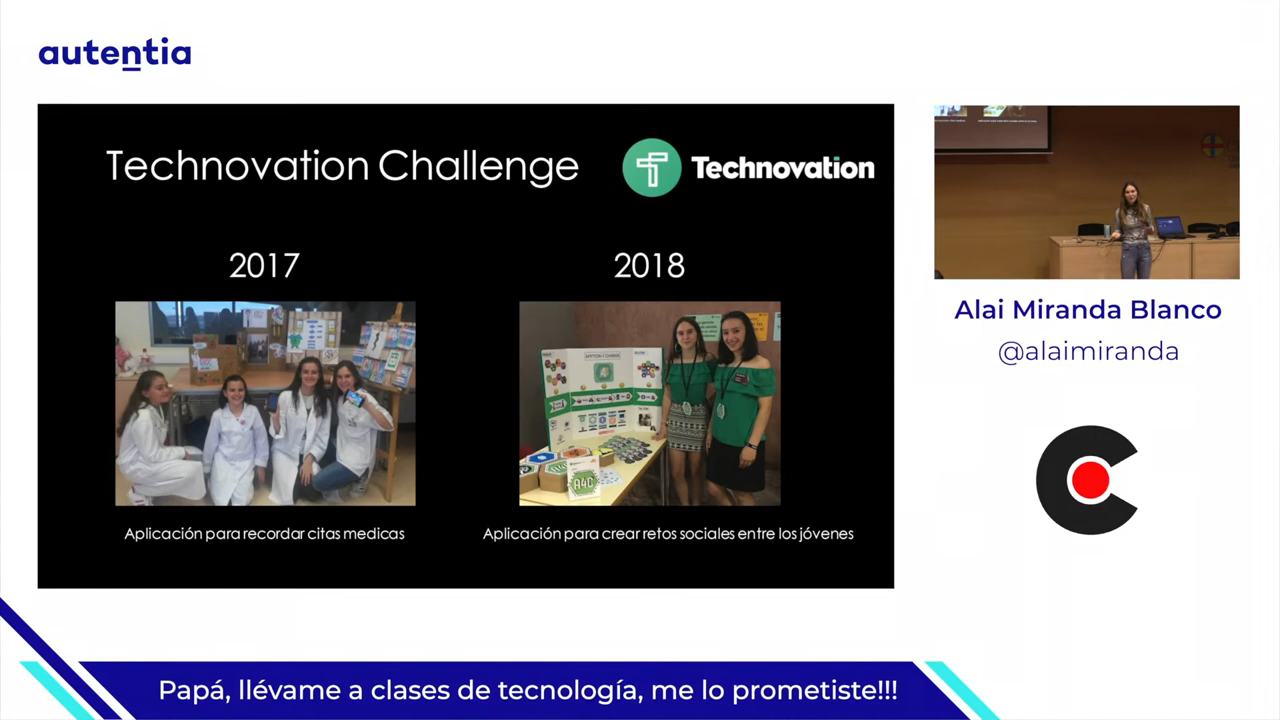 autentia
Technovation Challenge
Technovation
2017
2018
A4C
Aplicación para recordar citas medicas
Aplicación para crear retos sociales entre los jóvenes
Alai Miranda Blanco
@alaimiranda
Papá, llévame a clases de tecnología, me lo prometiste!!!